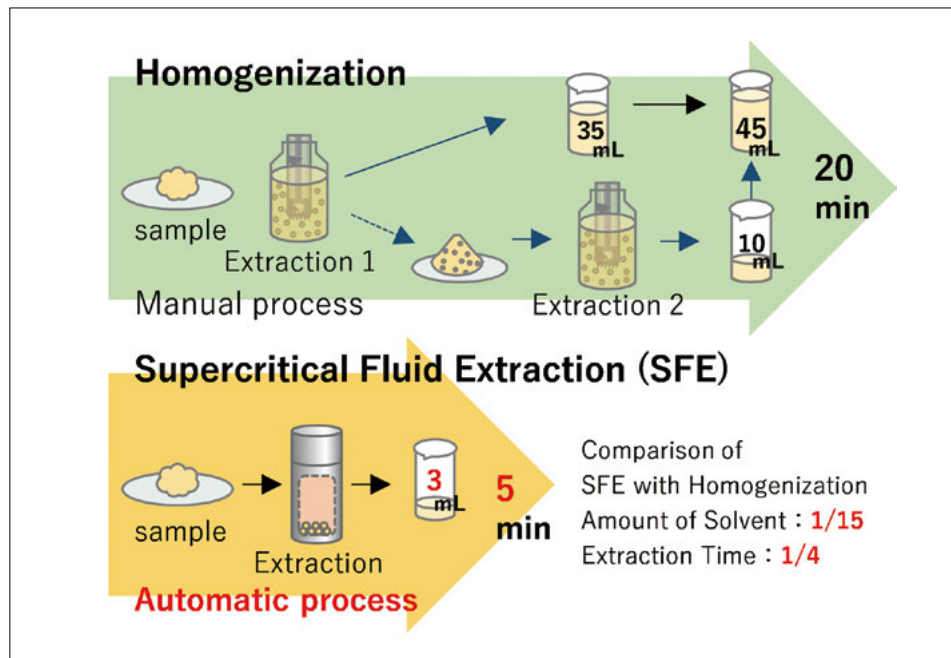 Homogenization
35
mL
45
mL
20
min
sample
Extraction 1
10
mL
Extraction 2
Manual process
Supercritical Fluid Extraction (SFE)
sample
Extraction
3
mL
5
min
Automatic process
Comparison of
SFE with Homogenization
Amount of Solvent : 1/15
Extraction Time : 1/4